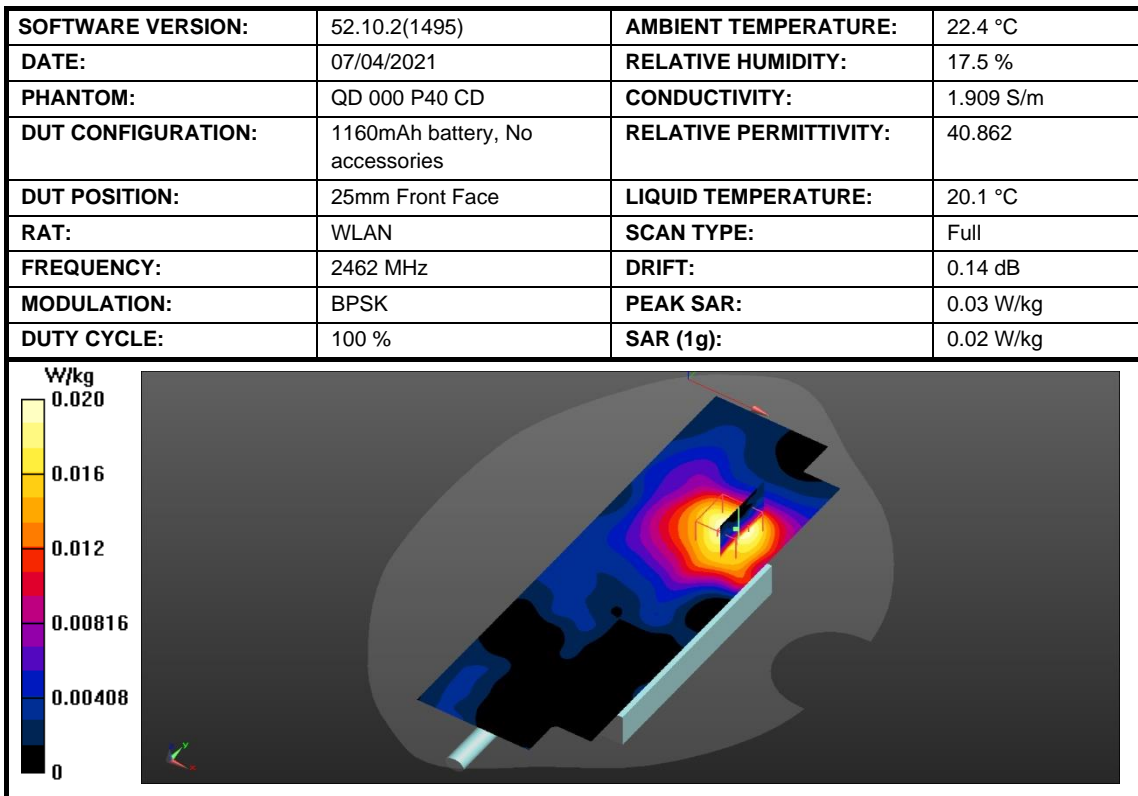 SOFTWARE VERSION: 52.10.2(1495) AMBIENT TEMPERATURE: 22.4 °C
DATE: 07/04/2021 RELATIVE HUMIDITY: 17.5 %
PHANTOM: QD 000 P40 CD CONDUCTIVITY: 1.909 S/m
DUT CONFIGURATION: 1160mAh battery, No RELATIVE PERMITTIVITY: 40.862
accessories
DUT POSITION: 25mm Front Face LIQUID TEMPERATURE: 20.1 °C
RAT: WLAN SCAN TYPE: Full
FREQUENCY: 2462 MHz DRIFT: 0.14 dB
MODULATION: BPSK PEAK SAR: 0.03 W/kg
DUTY CYCLE: 100 % SAR (1g): 0.02 W/kg
W/kg
0.020
0.016
0.012
0.00816
0.00408
0
y
x